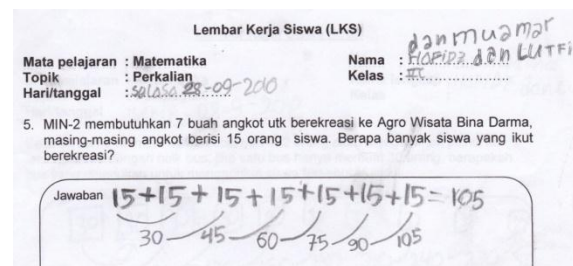 Lembar Kerja Siswa (LKS)
dan muamar
Mata pelajaran : Matematika
Nama : HOFIDZ dan LUTFi
Topik : Perkalian
Kelas : III C
Hari/tanggal : Selasa 28-09-2010
5. MIN-2 membutuhkan 7 buah angkot utk berekreasi ke Agro Wisata Bina Darma,
masing-masing angkot berisi 15 orang siswa. Berapa banyak siswa yang ikut
berekreasi?
Jawaban 15+15+15+15+15+15+15=105
30 45 60 75 90 105